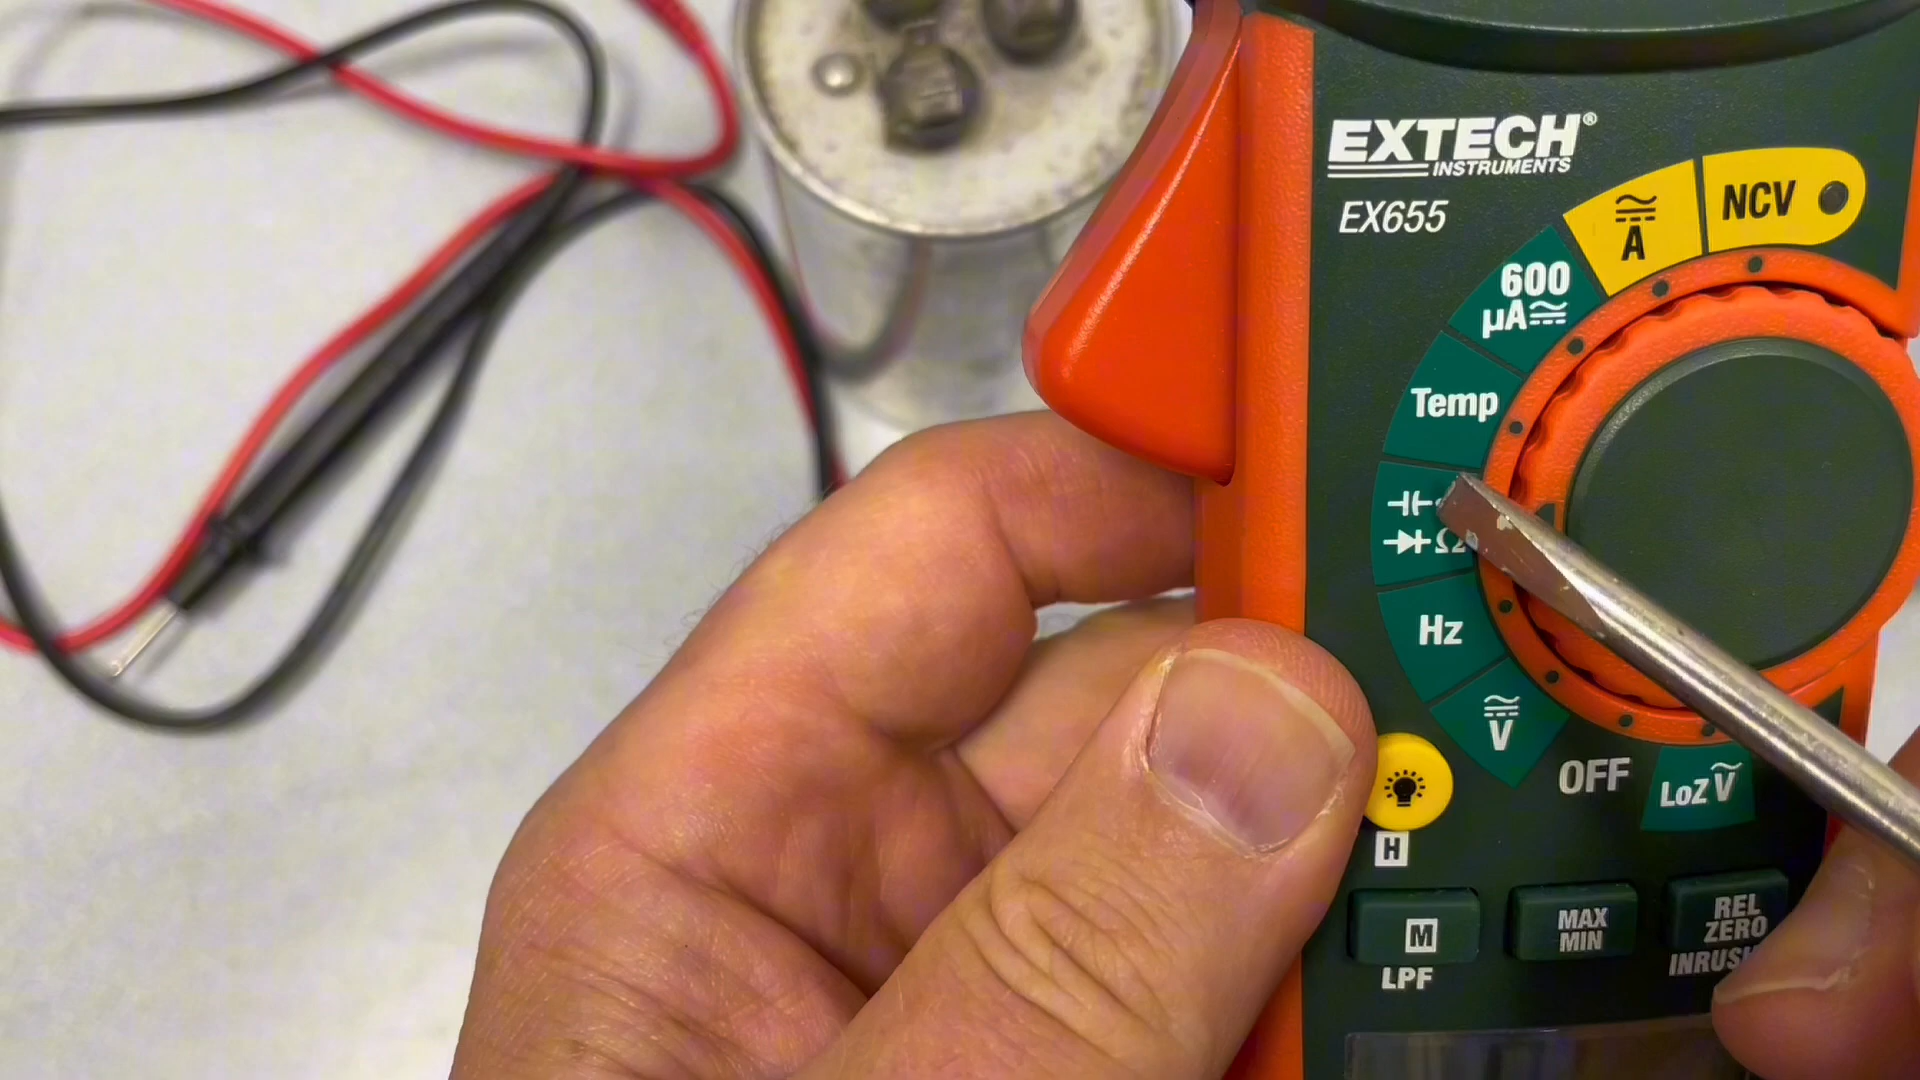 EXTECH®
INSTRUMENTS
EX655
NCV
A
600
µA
Temp
Ω
Hz
V
OFF
LoZ V
H
M
LPF
MAX
MIN
REL
ZERO